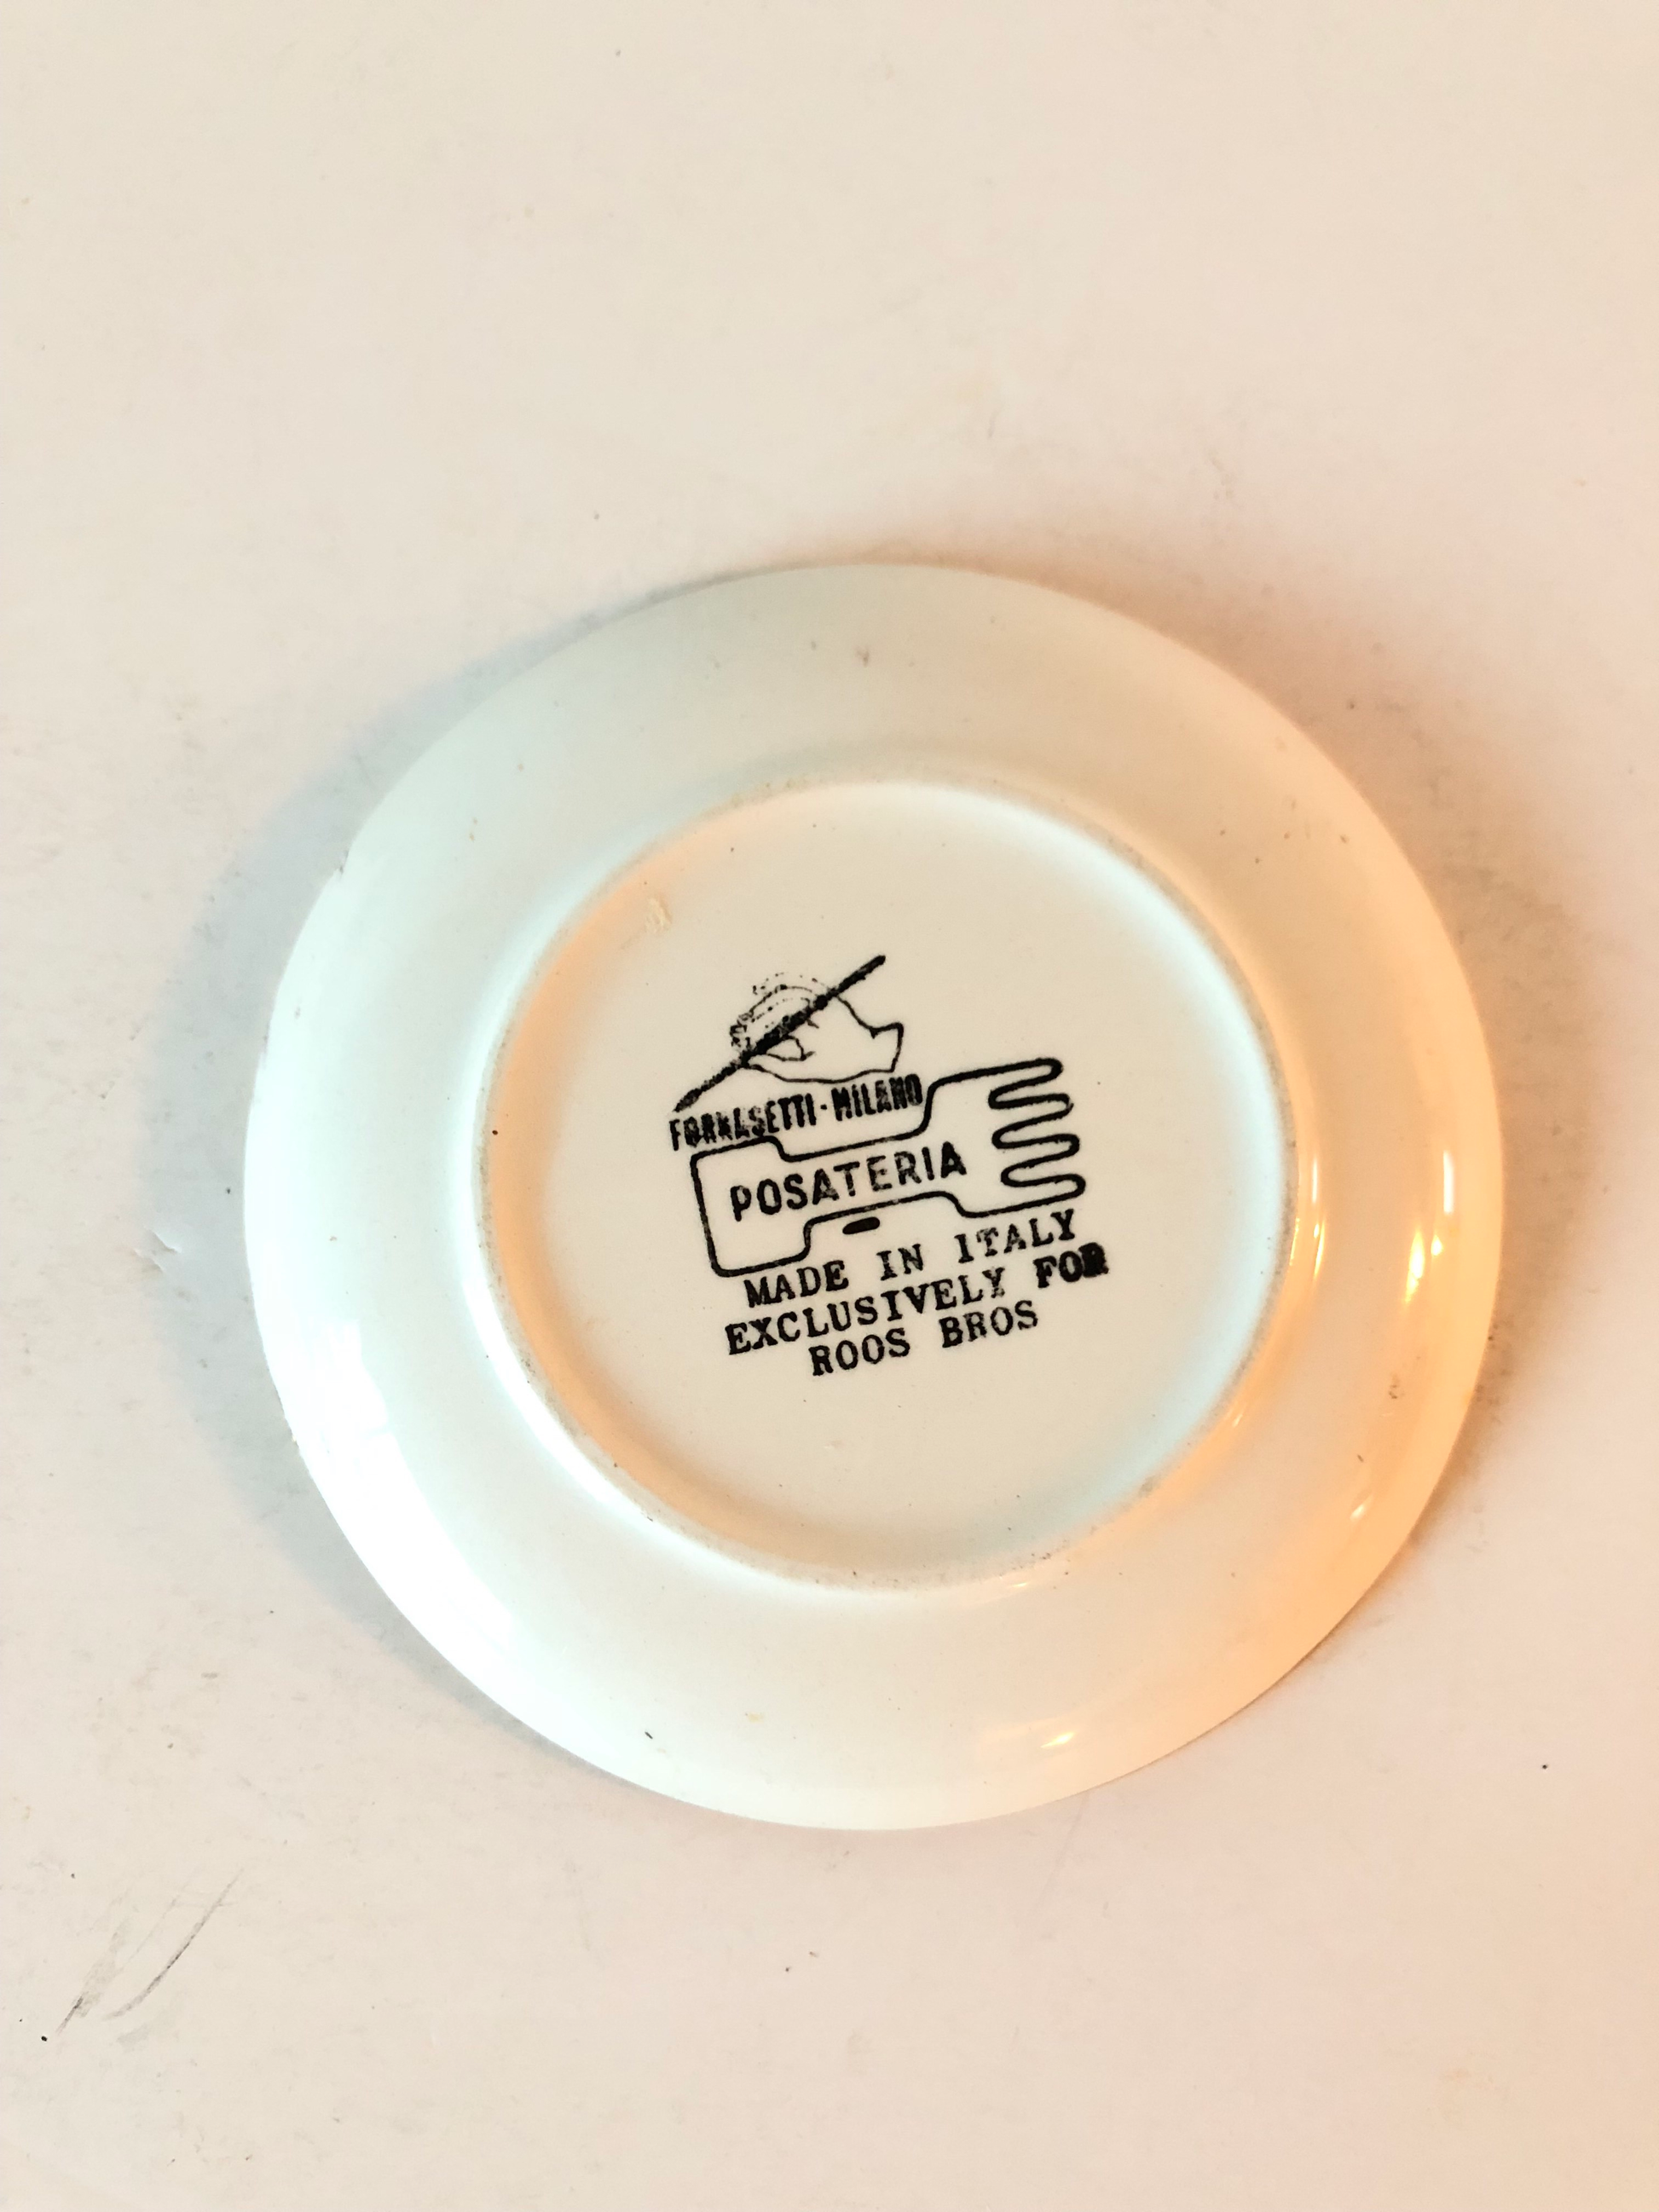 FORNASETTI·MILANO
POSATERIA
MADE IN ITALY
EXCLUSIVELY FOR
ROOS BROS